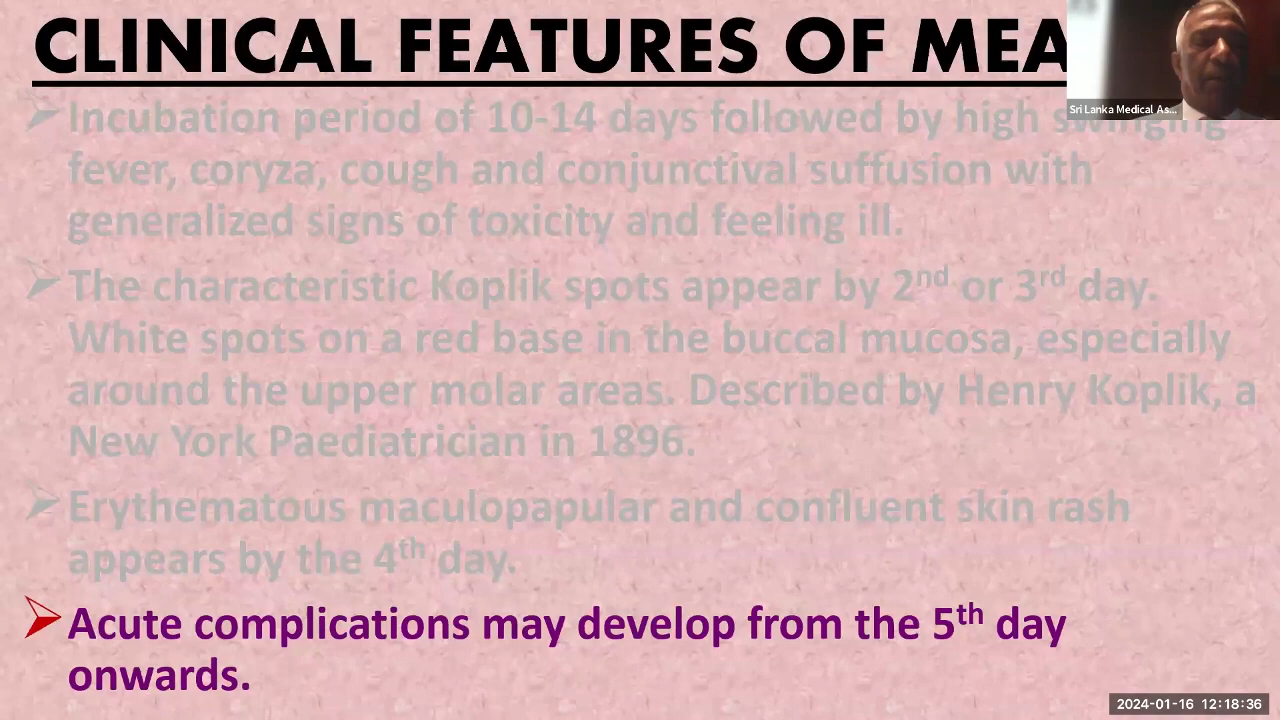 CLINICAL FEATURES OF MEA
Sri Lanka Medical As...
Incubation period of 10-14 days followed by high swinging
fever, coryza, cough and conjunctival suffusion with
generalized signs of toxicity and feeling ill.
The characteristic Koplik spots appear by 2nd or 3rd day.
White spots on a red base in the buccal mucosa, especially
around the upper molar areas. Described by Henry Koplik, a
New York Paediatrician in 1896.
Erythematous maculopapular and confluent skin rash
appears by the 4th day.
Acute complications may develop from the 5th day
onwards.
2024-01-16 12:18:36